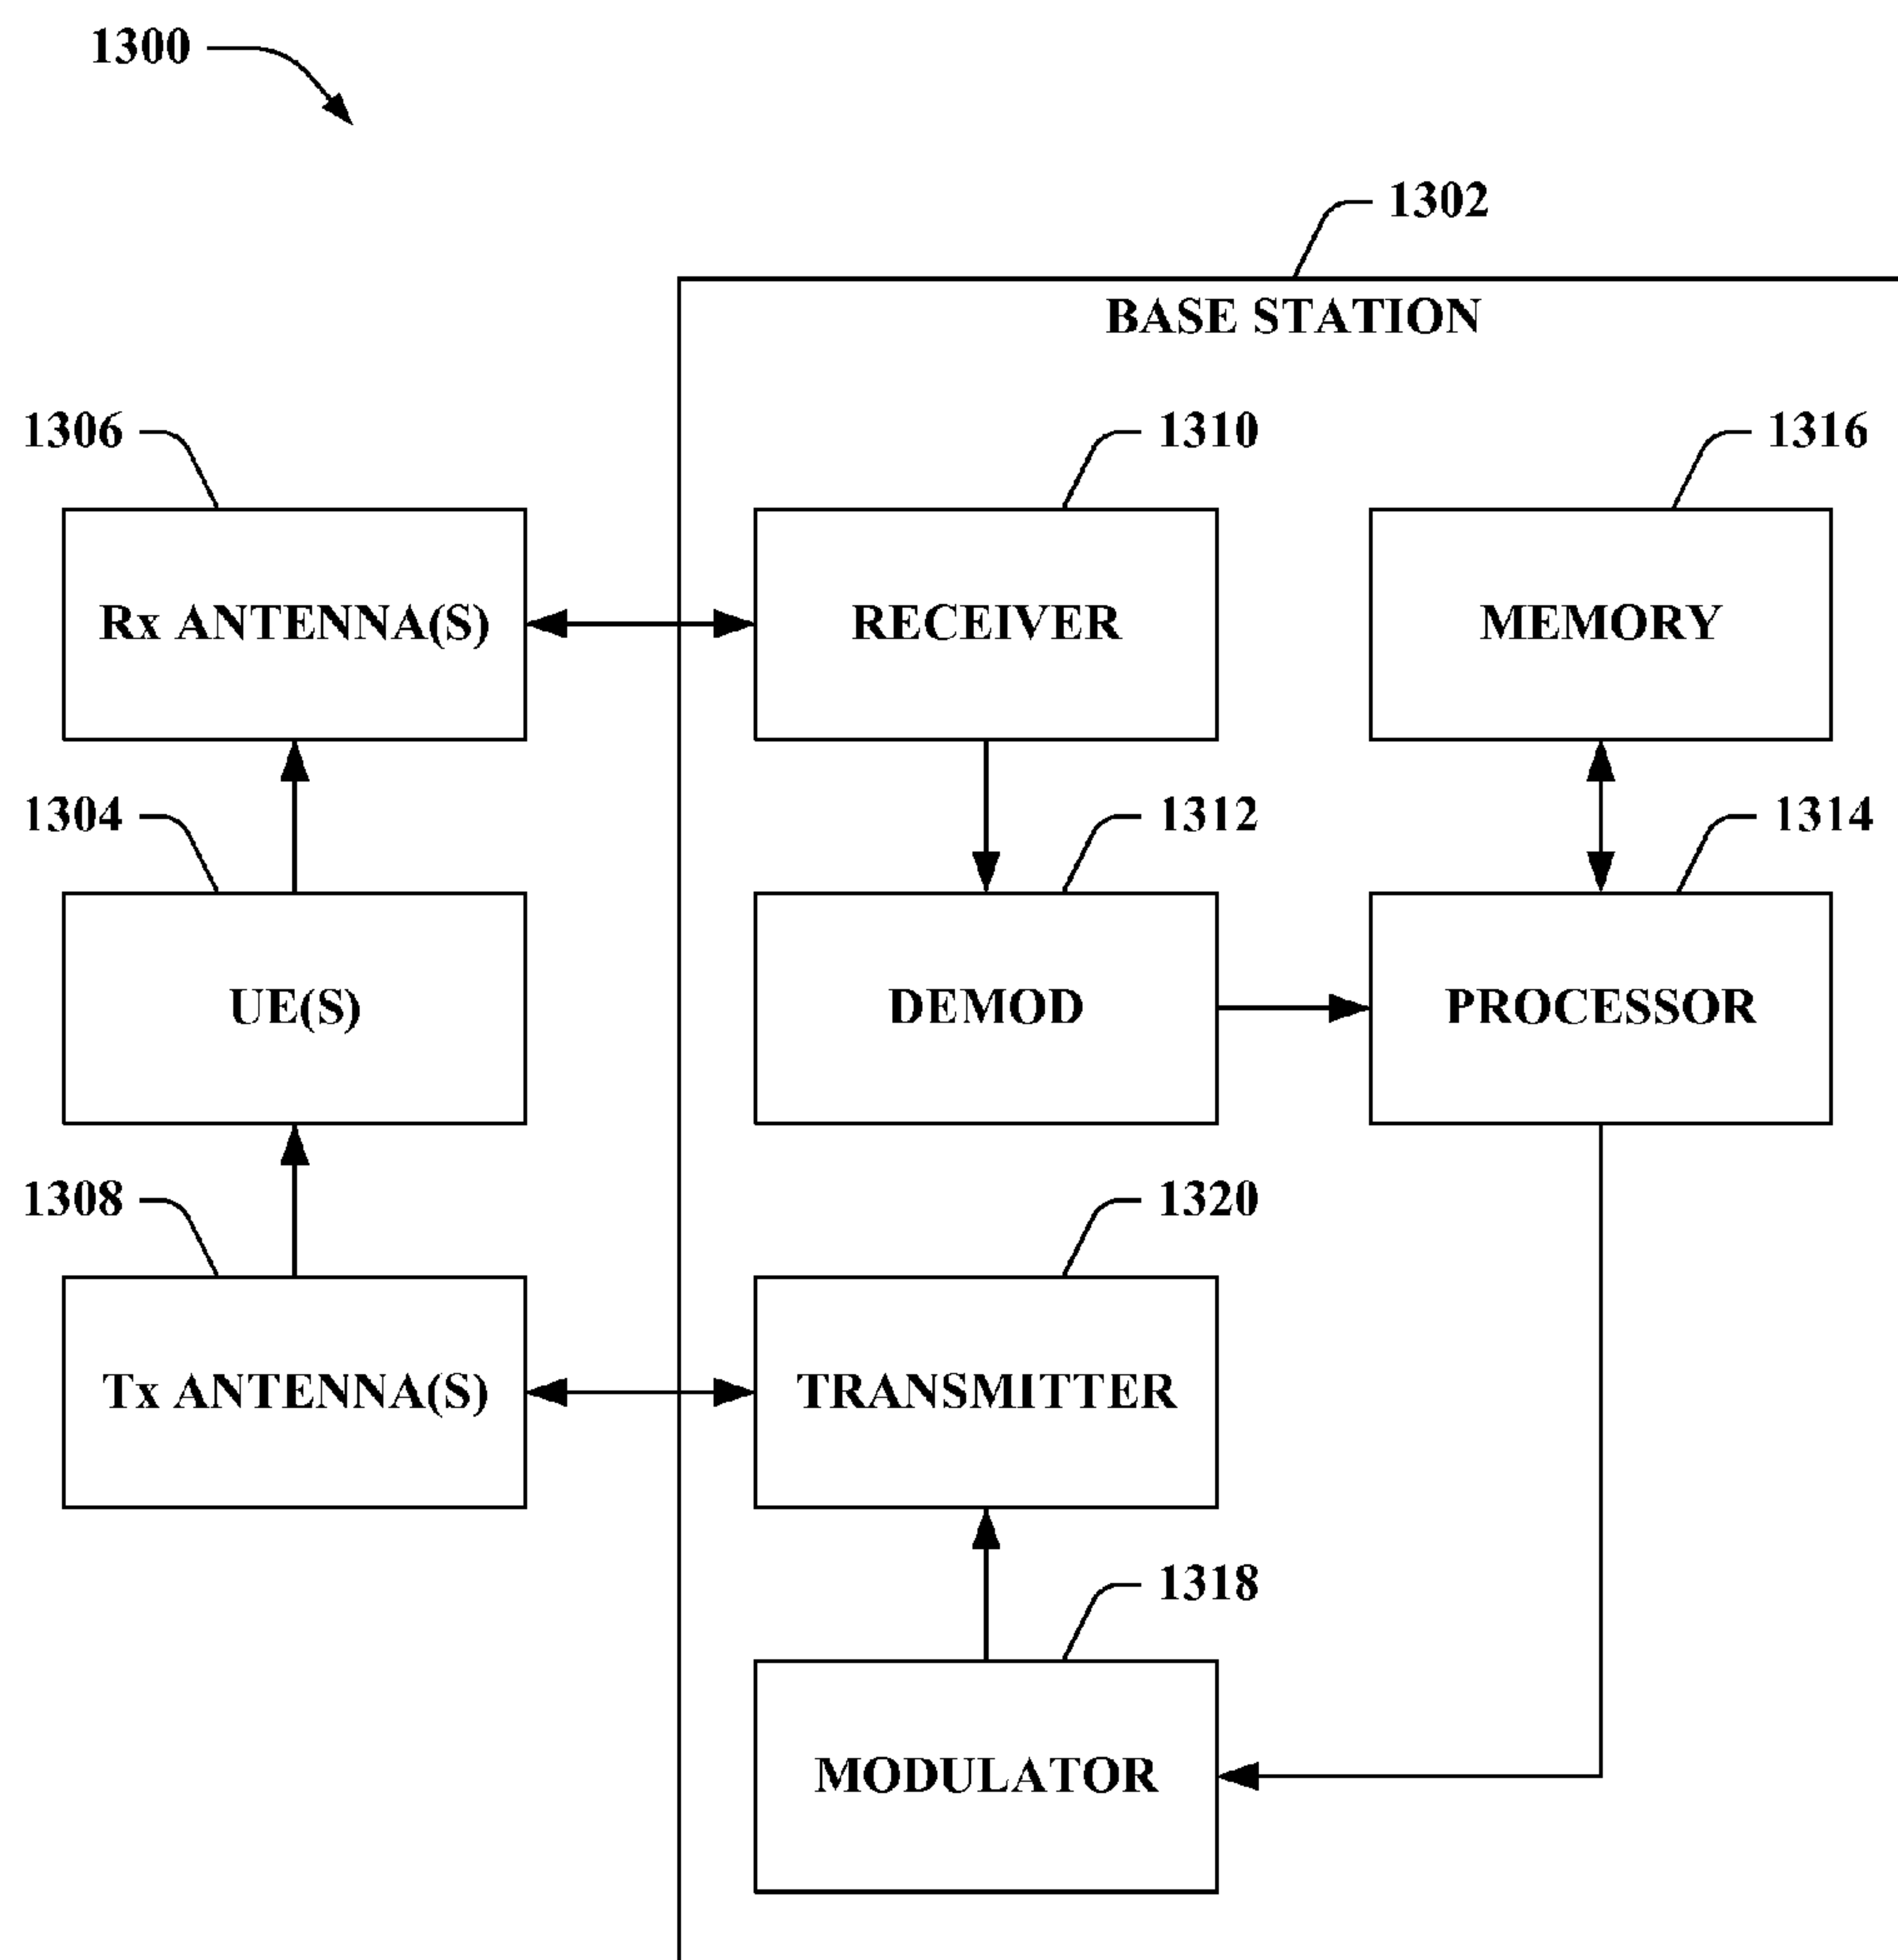 1300
1302
BASE STATION
1306
1310
1316
Rx ANTENNA(S)
RECEIVER
MEMORY
1304
1312
1314
UE(S)
DEMOD
PROCESSOR
1308
1320
Tx ANTENNA(S)
TRANSMITTER
1318
MODULATOR